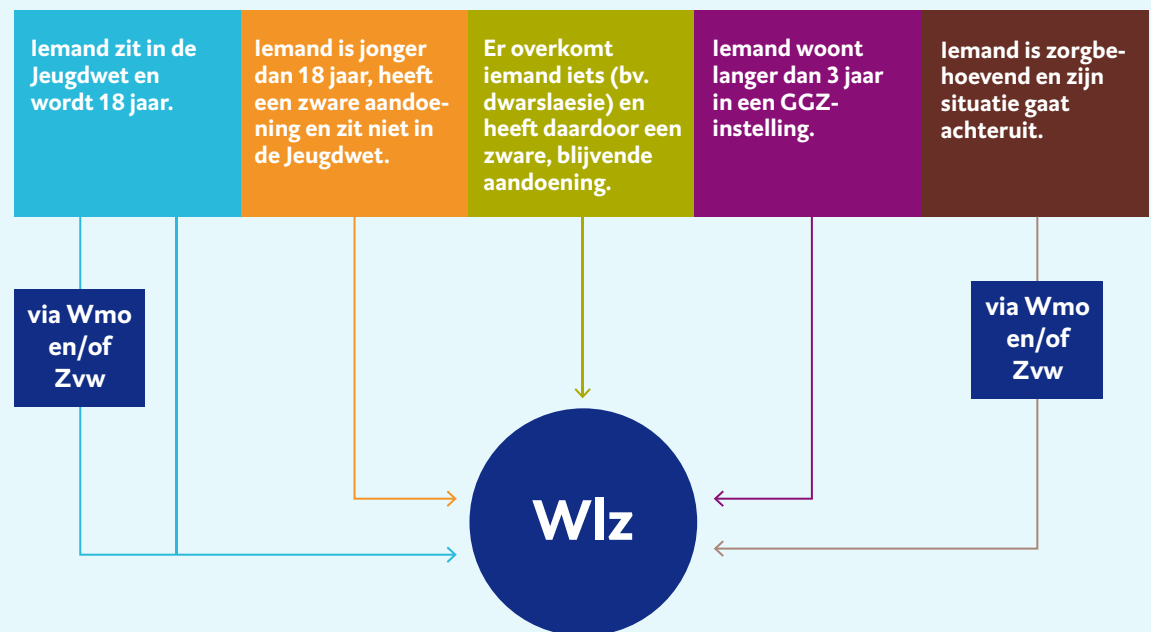 Iemand zit in de
Jeugdwet en
wordt 18 jaar.
Iemand is jonger
dan 18 jaar, heeft
een zware aandoe-
ning en zit niet in
de Jeugdwet.
Er overkomt
iemand iets (bv.
dwarslaesie) en
heeft daardoor een
zware, blijvende
aandoening.
Iemand woont
langer dan 3 jaar
in een GGZ-
instelling.
Iemand is zorgbe-
hoevend en zijn
situatie gaat
achteruit.
via Wmo
en/of
Zvw
via Wmo
en/of
Zvw
Wlz